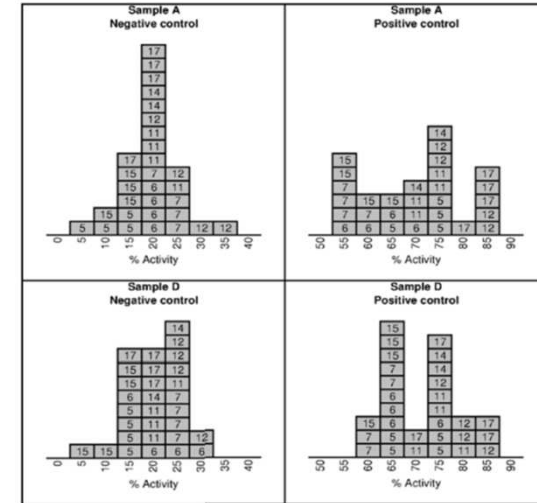 Sample A
Negative control
17
17
17
14
14
12
11
11
17 11
15 7 12
15 6 11
15 6 7
15 5 6 7
5 5 5 6 7 12 12
0 5 10 15 20 25 30 35 40
% Activity
Sample A
Positive control
14
12
15 12
15 12 17
7 14 11 17
7 15 15 11 11 17
7 7 6 11 5 12
6 6 5 6 5 17 12
50 55 60 65 70 75 80 85 90
% Activity
Sample D
Negative control
14
12
17 17 12
15 17 12
15 17 11
6 14 7
5 11 7
5 11 7
5 7 7 12
15 15 5 6 6 6
0 5 10 15 20 25 30 35 40
% Activity
Sample D
Positive control
15
15 17
15 14
7 14
7 12
6 11
6 11
15 6 6 12 17
7 5 17 5 12 17
7 5 11 5 11 12
50 55 60 65 70 75 80 85 90
% Activity